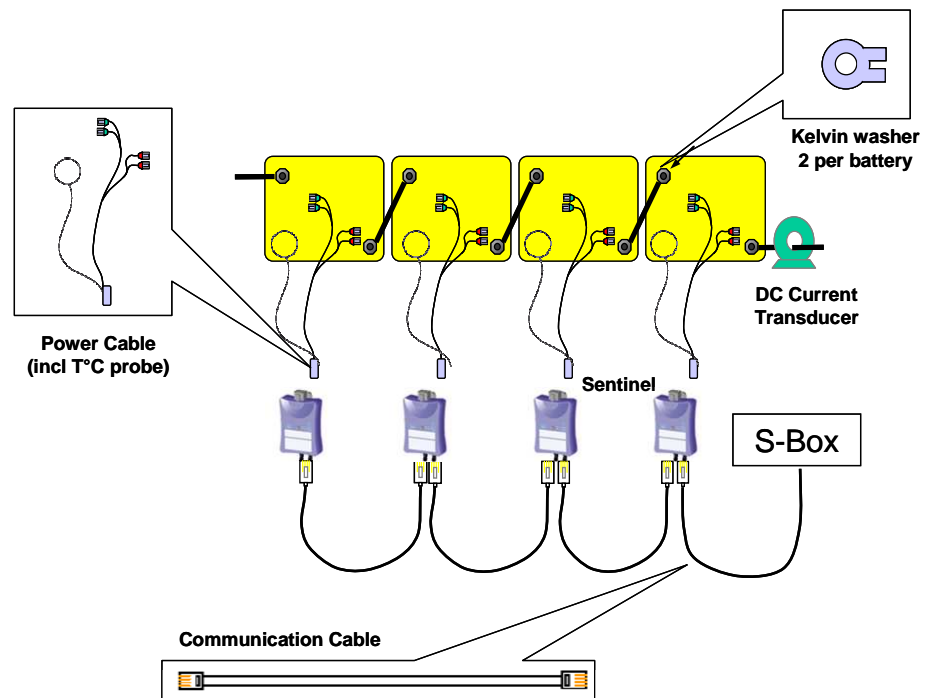 Kelvin washer
2 per battery
DC Current
Transducer
Power Cable
(incl T°C probe)
Sentinel
S-Box
Communication Cable